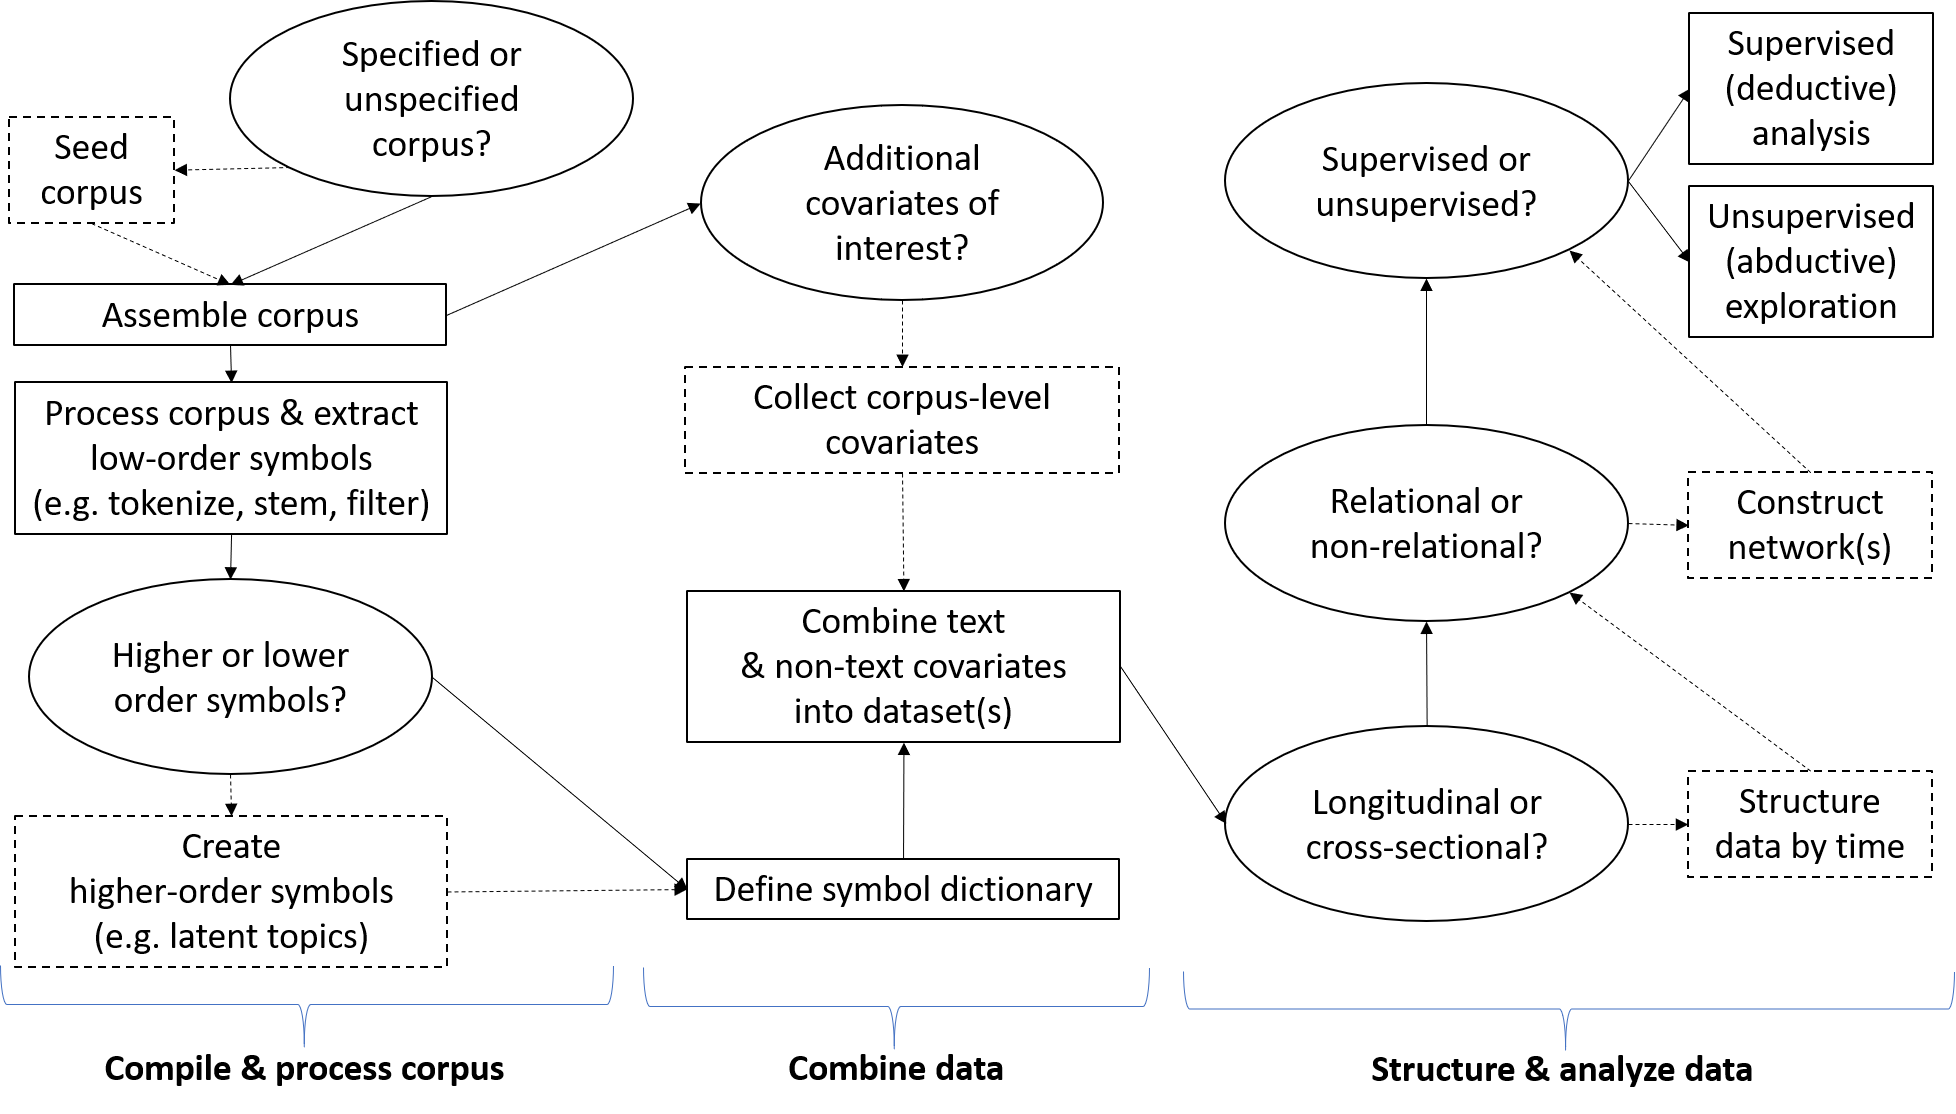 Specified or
unspecified
corpus?
Seed
corpus
Assemble corpus
Process corpus & extract
low-order symbols
(e.g. tokenize, stem, filter)
Higher or lower
order symbols?
Create
higher-order symbols
(e.g. latent topics)
Compile & process corpus
Additional
covariates of
interest?
Collect corpus-level
covariates
Combine text
& non-text covariates
into dataset(s)
Define symbol dictionary
Combine data
Supervised or
unsupervised?
Supervised
(deductive)
analysis
Unsupervised
(abductive)
exploration
Relational or
non-relational?
Construct
network(s)
Longitudinal or
cross-sectional?
Structure
data by time
Structure & analyze data